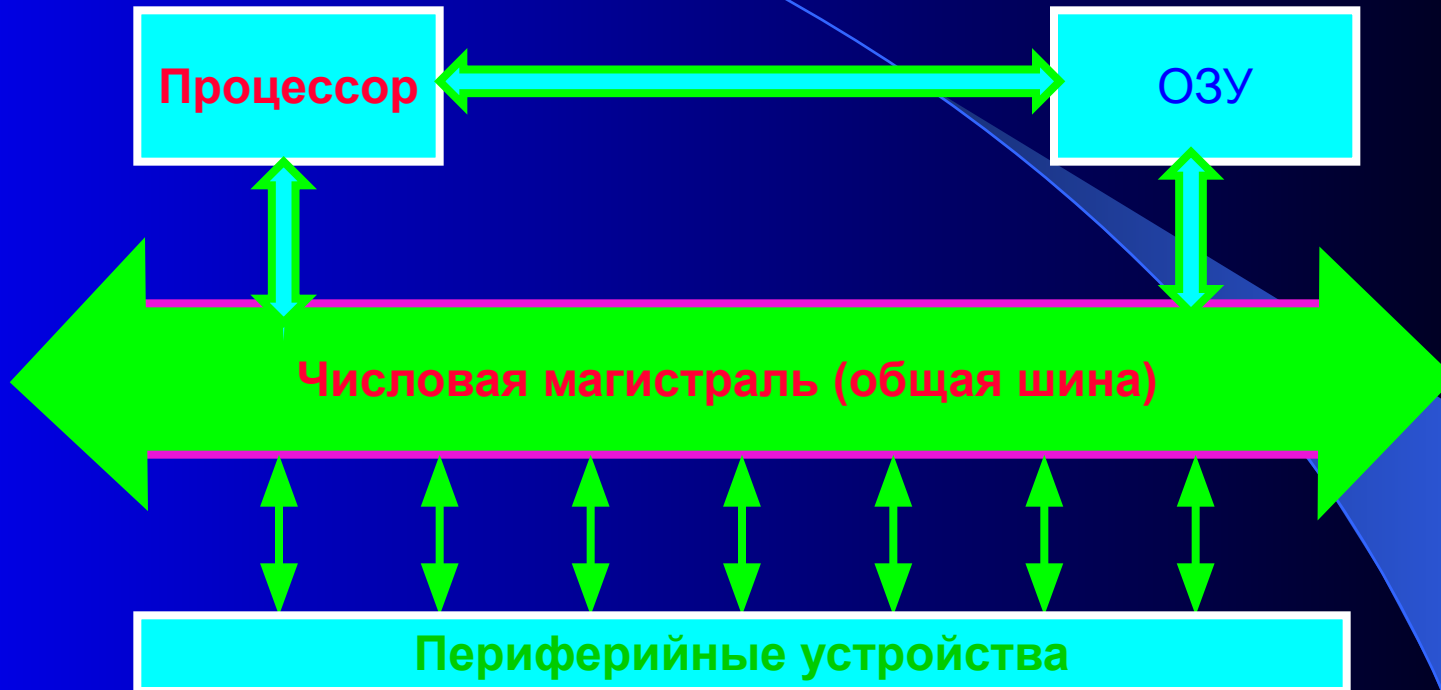 Процессор
ОЗУ
Числовая магистраль (общая шина)
Периферийные устройства